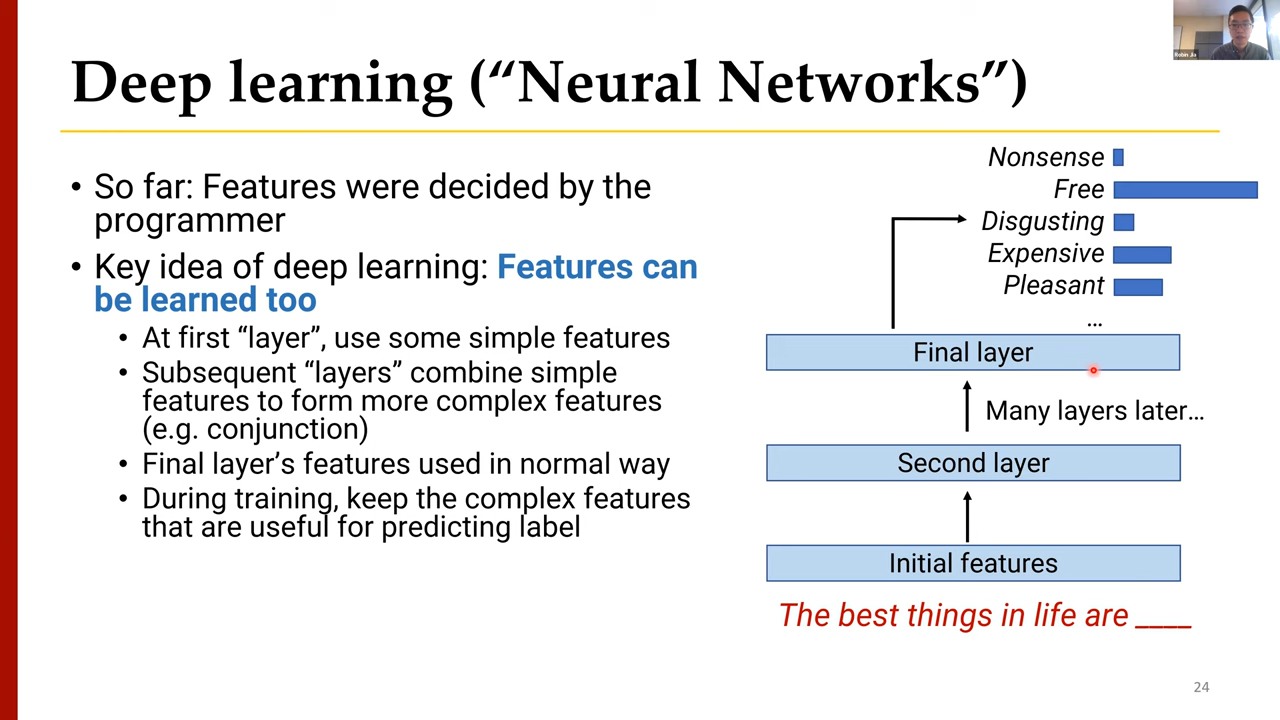 Deep learning (“Neural Networks”)
Robin Jia
• So far: Features were decided by the
programmer
• Key idea of deep learning: Features can
be learned too
• At first “layer”, use some simple features
• Subsequent “layers” combine simple
features to form more complex features
(e.g. conjunction)
• Final layer’s features used in normal way
• During training, keep the complex features
that are useful for predicting label
Nonsense
Free
Disgusting
Expensive
Pleasant
...
Final layer
Many layers later…
Second layer
Initial features
The best things in life are ____
24